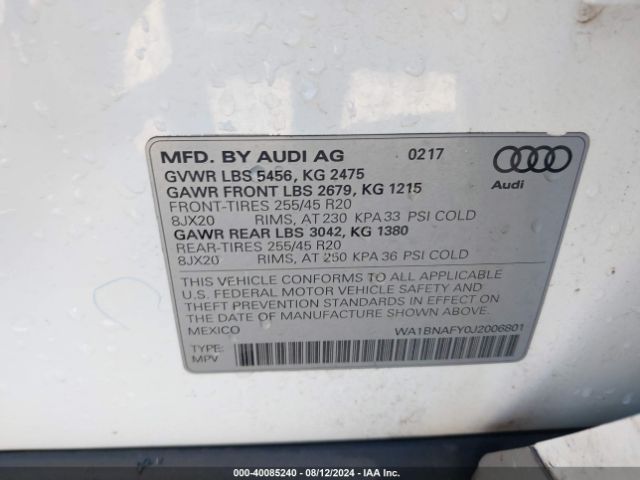 MFD. BY AUDI AG 0217
GVWR LBS 5456, KG 2475
GAWR FRONT LBS 2679, KG 1215
FRONT-TIRES 255/45 R20
8JX20 RIMS, AT 230 KPA 33 PSI COLD
GAWR REAR LBS 3042, KG 1380
REAR-TIRES 255/45 R20
8JX20 RIMS, AT 250 KPA 36 PSI COLD
Audi
THIS VEHICLE CONFORMS TO ALL APPLICABLE
U.S. FEDERAL MOTOR VEHICLE SAFETY AND
THEFT PREVENTION STANDARDS IN EFFECT ON
THE DATE OF MANUFACTURE SHOWN ABOVE.
MEXICO WA1BNAFY0J2006801
TYPE:
MPV
000-40085240 - 08/12/2024 - IAA Inc.